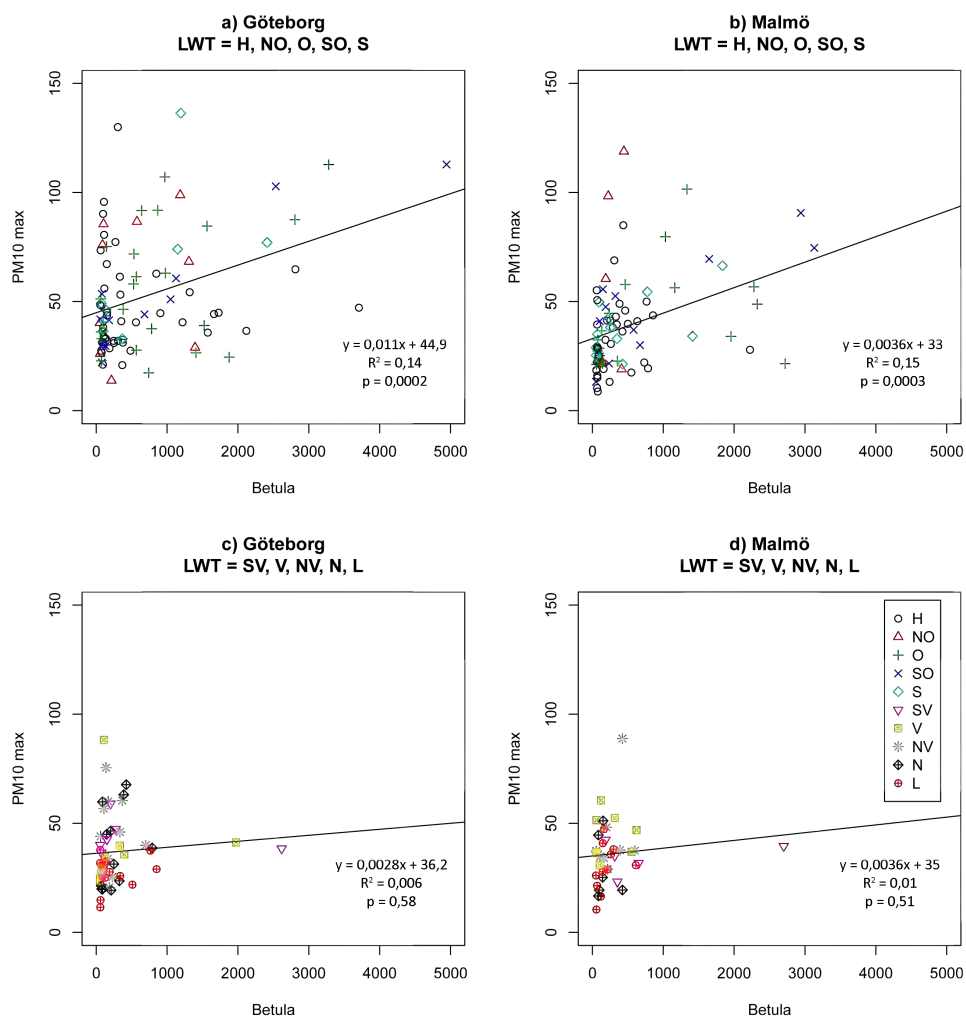 a) Göteborg
LWT = H, NO, O, SO, S
PM10 max
150
100
50
0
0 1000 2000 3000 4000 5000
Betula
y = 0,011x + 44,9
R² = 0,14
p = 0,0002
b) Malmö
LWT = H, NO, O, SO, S
PM10 max
150
100
50
0
0 1000 2000 3000 4000 5000
Betula
y = 0,0036x + 33
R² = 0,15
p = 0,0003
c) Göteborg
LWT = SV, V, NV, N, L
PM10 max
150
100
50
0
0 1000 2000 3000 4000 5000
Betula
y = 0,0028x + 36,2
R² = 0,006
p = 0,58
d) Malmö
LWT = SV, V, NV, N, L
PM10 max
150
100
50
0
0 1000 2000 3000 4000 5000
Betula
H
NO
O
SO
S
SV
V
NV
N
L
y = 0,0036x + 35
R² = 0,01
p = 0,51